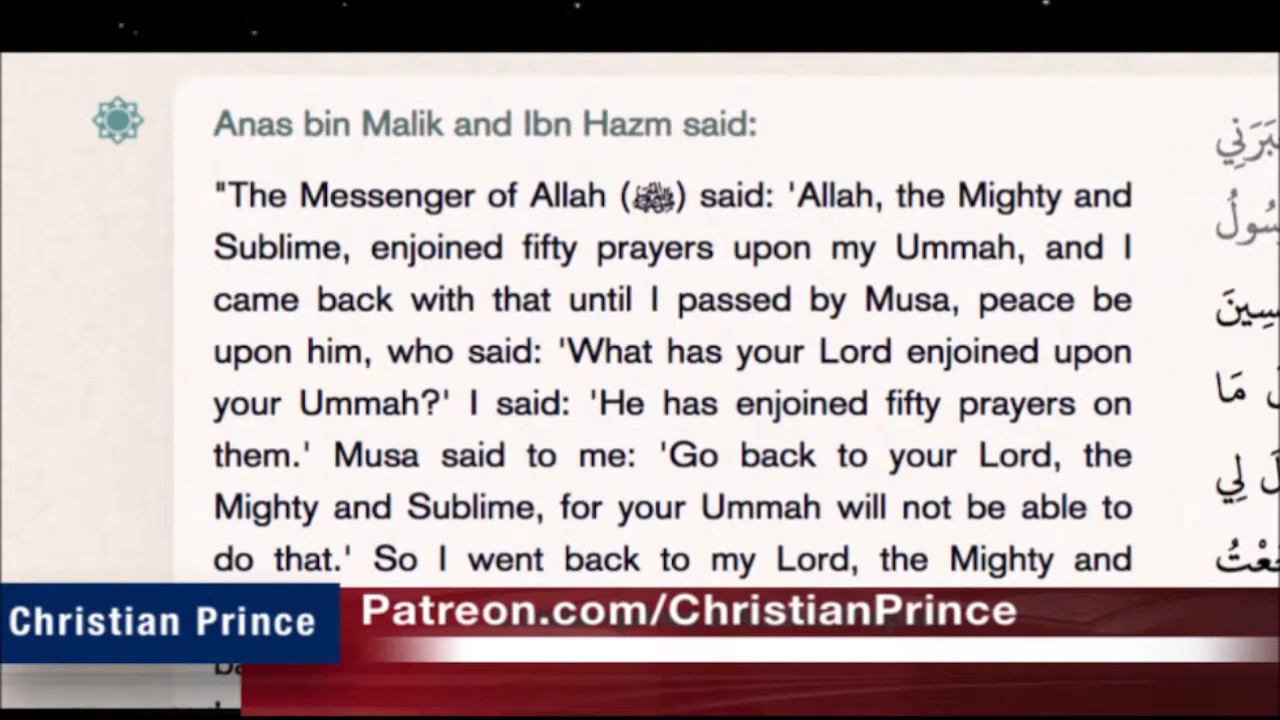 Anas bin Malik and Ibn Hazm said:
"The Messenger of Allah (ﷺ) said: 'Allah, the Mighty and
Sublime, enjoined fifty prayers upon my Ummah, and I
came back with that until I passed by Musa, peace be
upon him, who said: 'What has your Lord enjoined upon
your Ummah?' I said: 'He has enjoined fifty prayers on
them.' Musa said to me: 'Go back to your Lord, the
Mighty and Sublime, for your Ummah will not be able to
do that.' So I went back to my Lord, the Mighty and
مَا
لِي
Christian Prince
Patreon.com/ChristianPrince